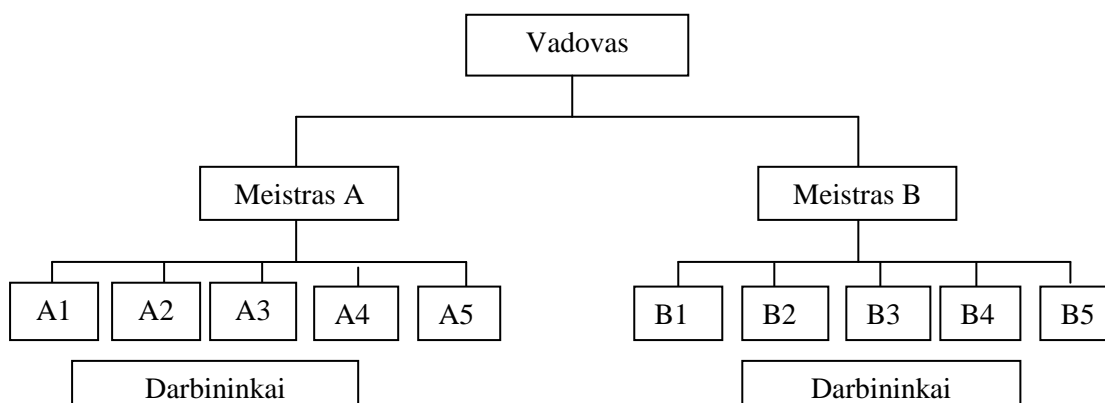 Vadovas
Meistras A
Meistras B
A1
A2
A3
A4
A5
B1
B2
B3
B4
B5
Darbininkai
Darbininkai